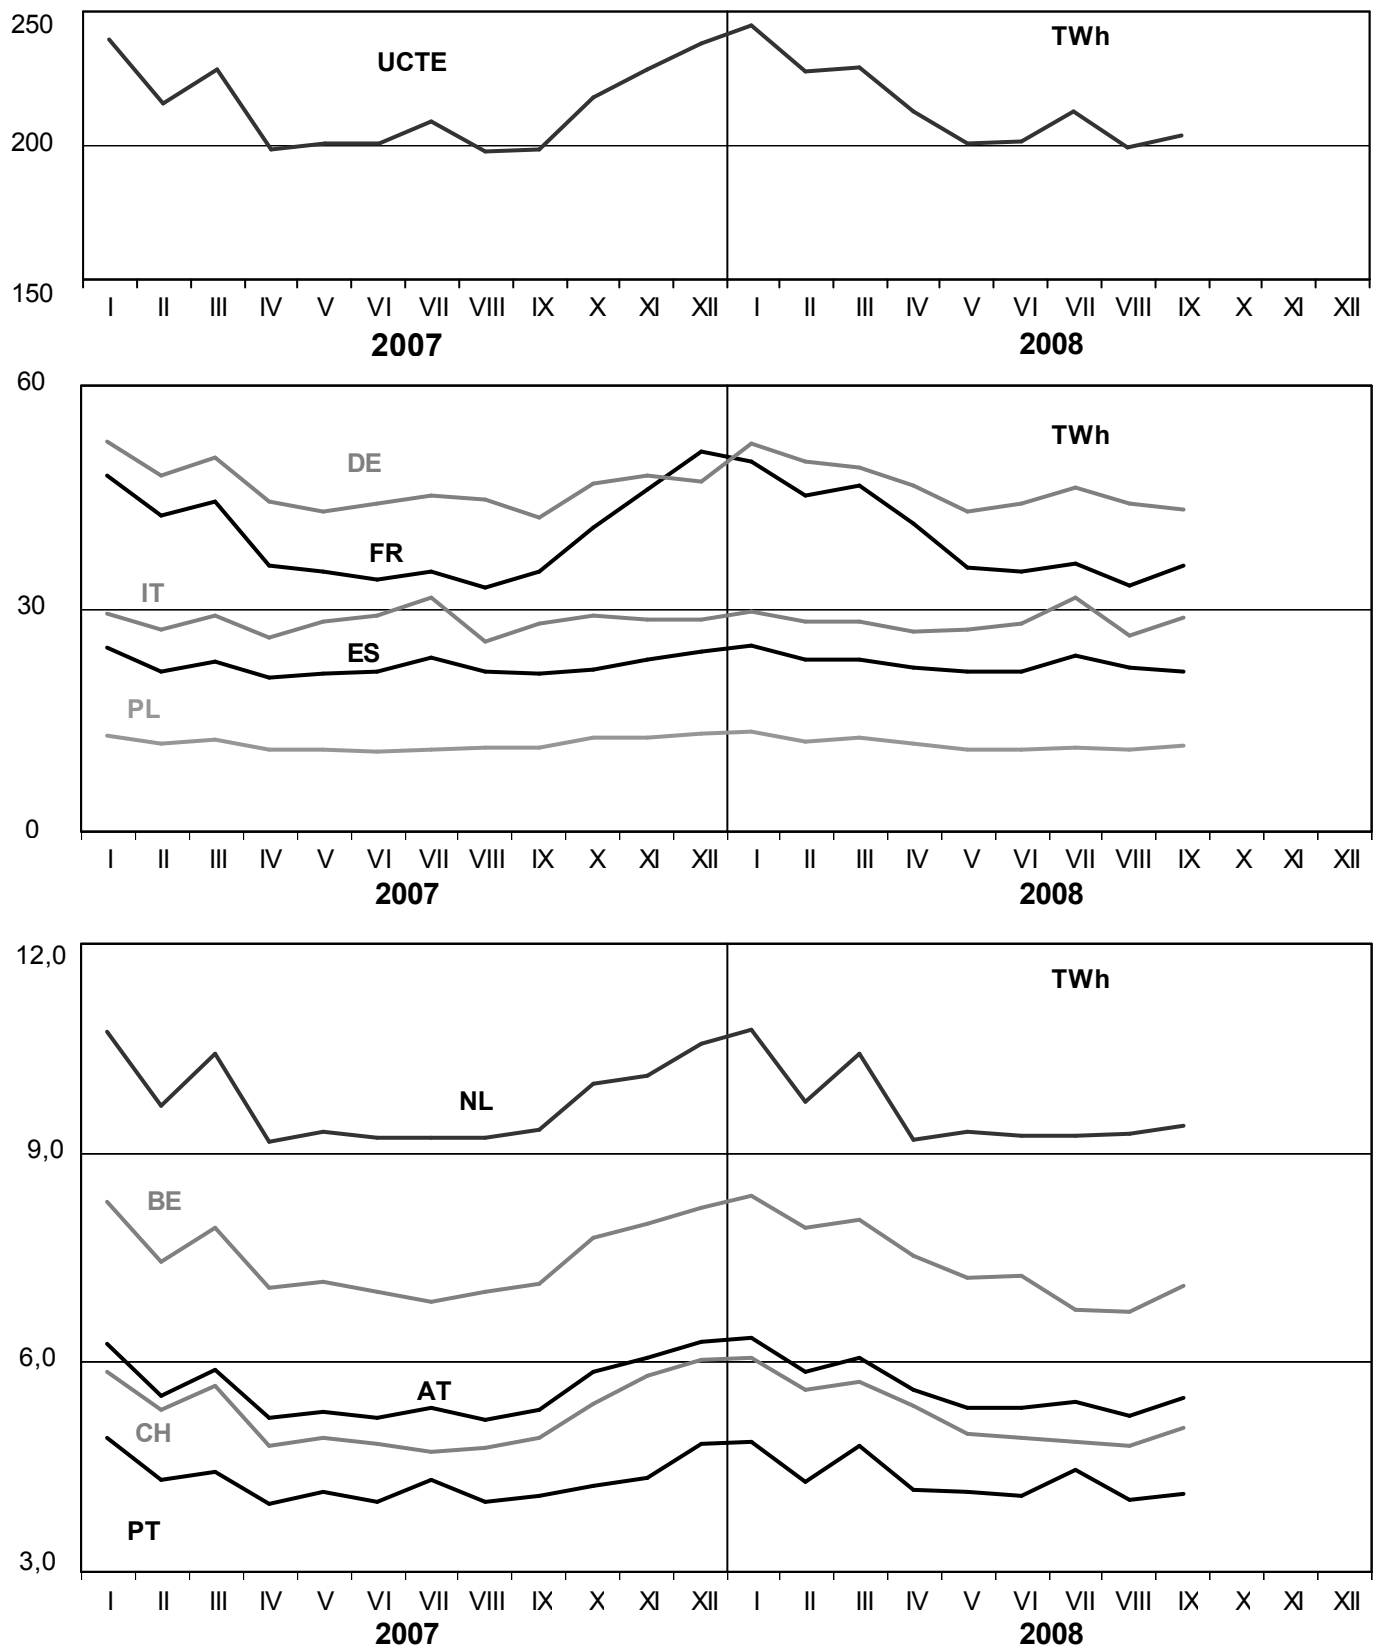 250
UCTE
TWh
200
150
I II III IV V VI VII VIII IX X XI XII I II III IV V VI VII VIII IX X XI XII
2007 2008
60
TWh
DE
FR
IT
30
ES
PL
0
I II III IV V VI VII VIII IX X XI XII I II III IV V VI VII VIII IX X XI XII
2007 2008
12,0
TWh
NL
9,0
BE
6,0
AT
CH
PT
3,0
I II III IV V VI VII VIII IX X XI XII I II III IV V VI VII VIII IX X XI XII
2007 2008